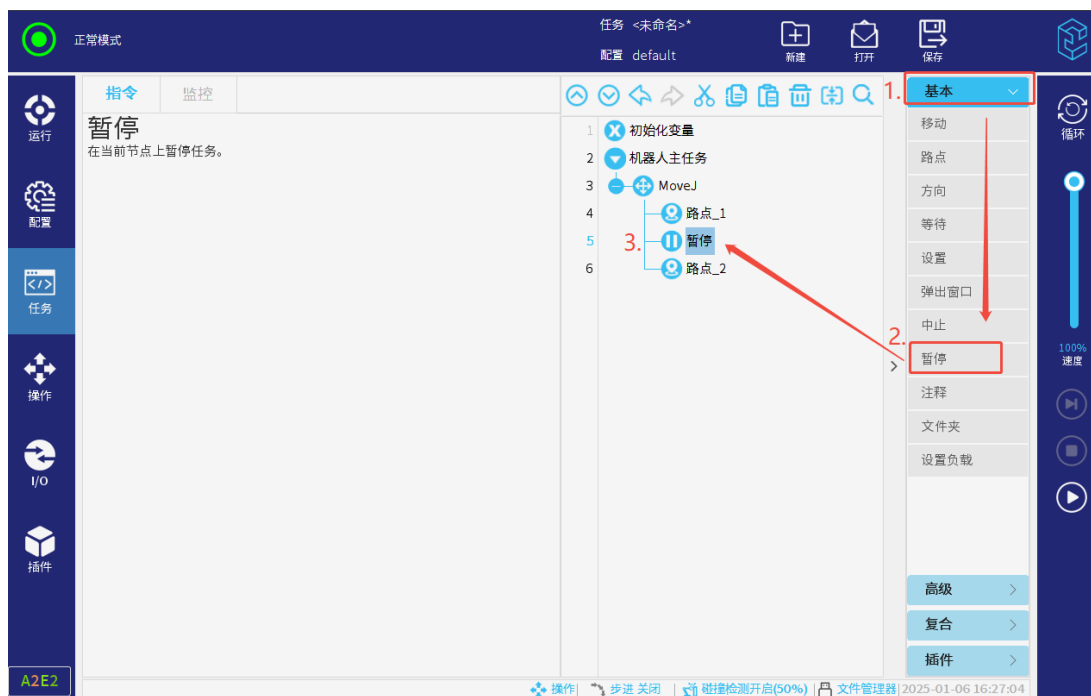 正常模式
任务 <未命名>*
配置 default
新建
打开
保存
运行
配置
任务
操作
I/O
插件
A2E2
指令
监控
暂停
在当前节点上暂停任务。
1 初始化变量
2 机器人主任务
3 MoveJ
4 路点_1
5 3. 暂停
6 路点_2
1. 基本
移动
路点
方向
等待
设置
弹出窗口
中止
2. 暂停
注释
文件夹
设置负载
高级
复合
插件
循环
100%
速度
操作 步进 关闭 碰撞检测开启(50%) 文件管理器 2025-01-06 16:27:04